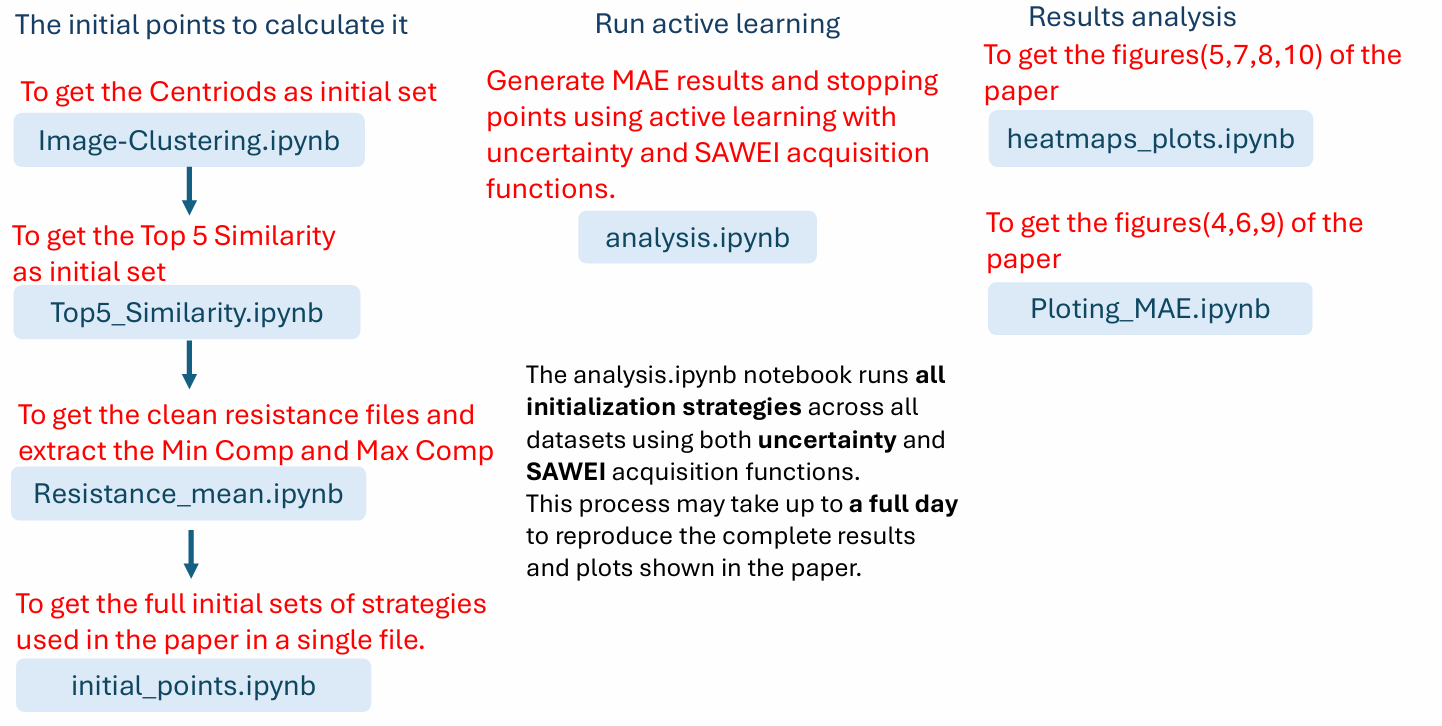 The initial points to calculate it
To get the Centriods as initial set
Image-Clustering.ipynb
To get the Top 5 Similarity
as initial set
Top5_Similarity.ipynb
To get the clean resistance files and
extract the Min Comp and Max Comp
Resistance_mean.ipynb
To get the full initial sets of strategies
used in the paper in a single file.
initial_points.ipynb
Run active learning
Generate MAE results and stopping
points using active learning with
uncertainty and SAWEI acquisition
functions.
analysis.ipynb
The analysis.ipynb notebook runs all
initialization strategies across all
datasets using both uncertainty and
SAWEI acquisition functions.
This process may take up to a full day
to reproduce the complete results
and plots shown in the paper.
Results analysis
To get the figures(5,7,8,10) of the
paper
heatmaps_plots.ipynb
To get the figures(4,6,9) of the
paper
Ploting_MAE.ipynb